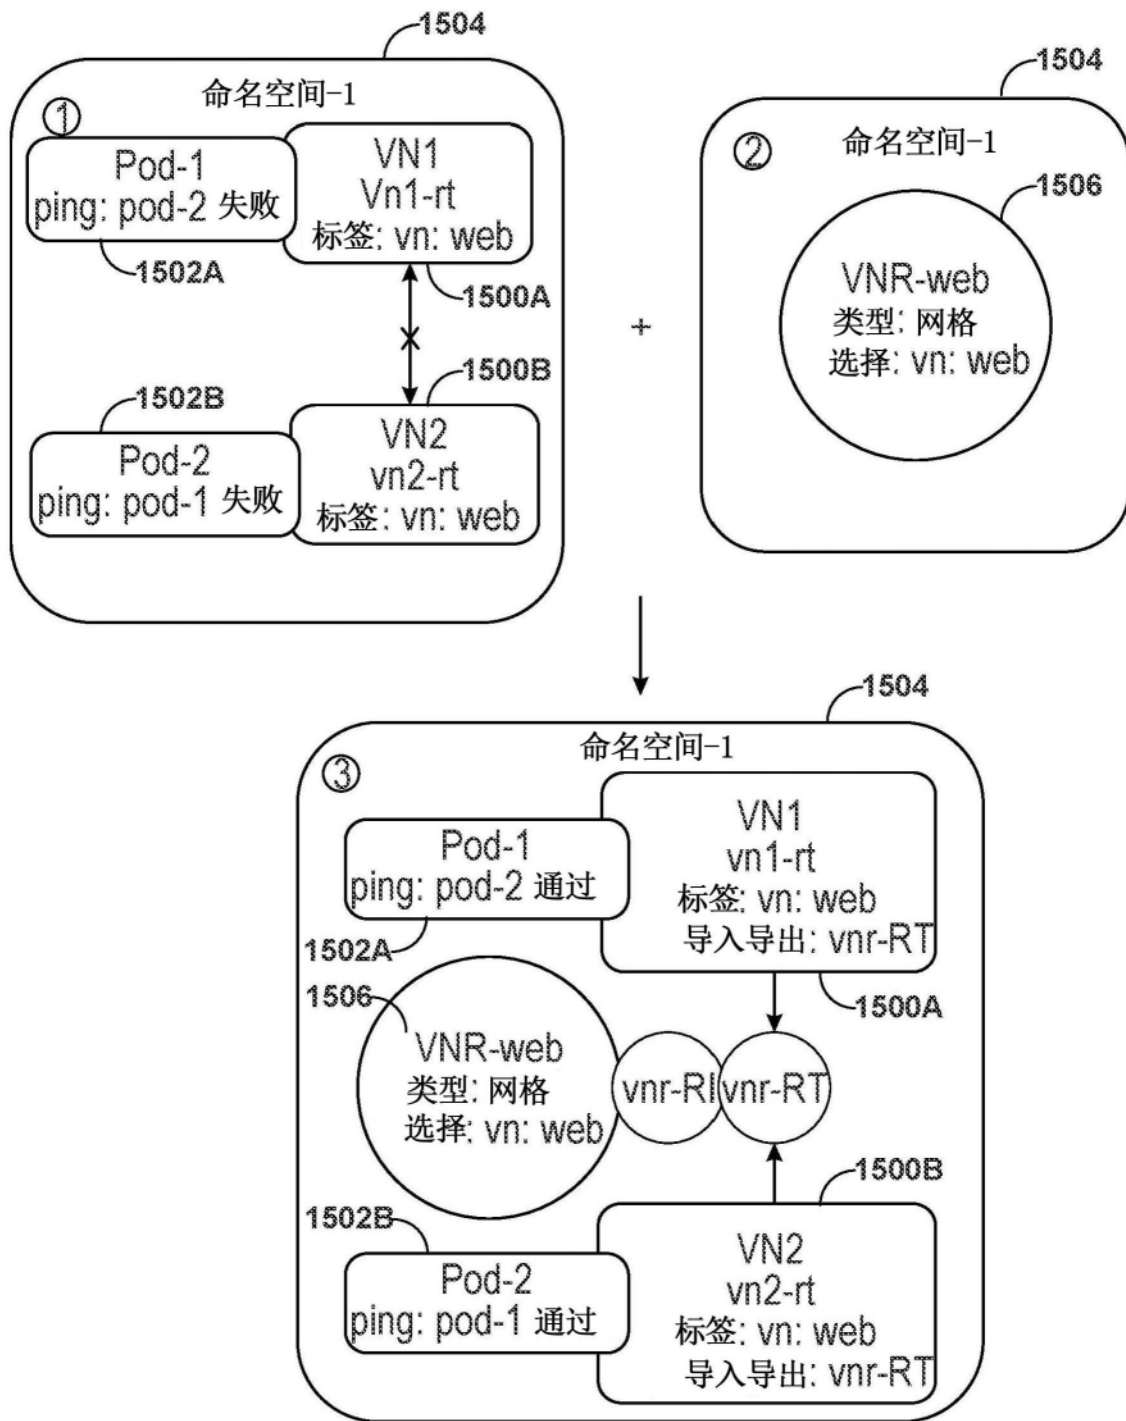 1504
命名空间-1
①
Pod-1
ping: pod-2 失败
1502A
VN1
Vn1-rt
标签: vn: web
1500A
1500B
1502B
Pod-2
ping: pod-1 失败
VN2
vn2-rt
标签: vn: web
+
1504
命名空间-1
②
1506
VNR-web
类型: 网格
选择: vn: web
1504
命名空间-1
③
Pod-1
ping: pod-2 通过
1502A
VN1
vn1-rt
标签: vn: web
导入导出: vnr-RT
1500A
1506
VNR-web
类型: 网格
选择: vn: web
vnr-RI
vnr-RT
1500B
1502B
Pod-2
ping: pod-1 通过
VN2
vn2-rt
标签: vn: web
导入导出: vnr-RT